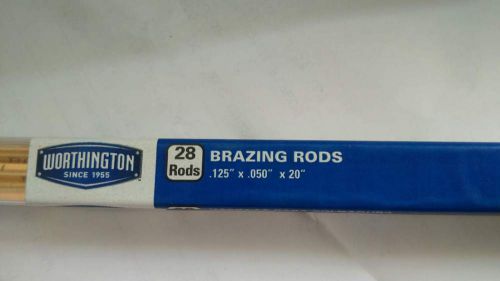 WORTHINGTON
SINCE 1955
28
Rods
BRAZING RODS
.125" x .050" x 20"